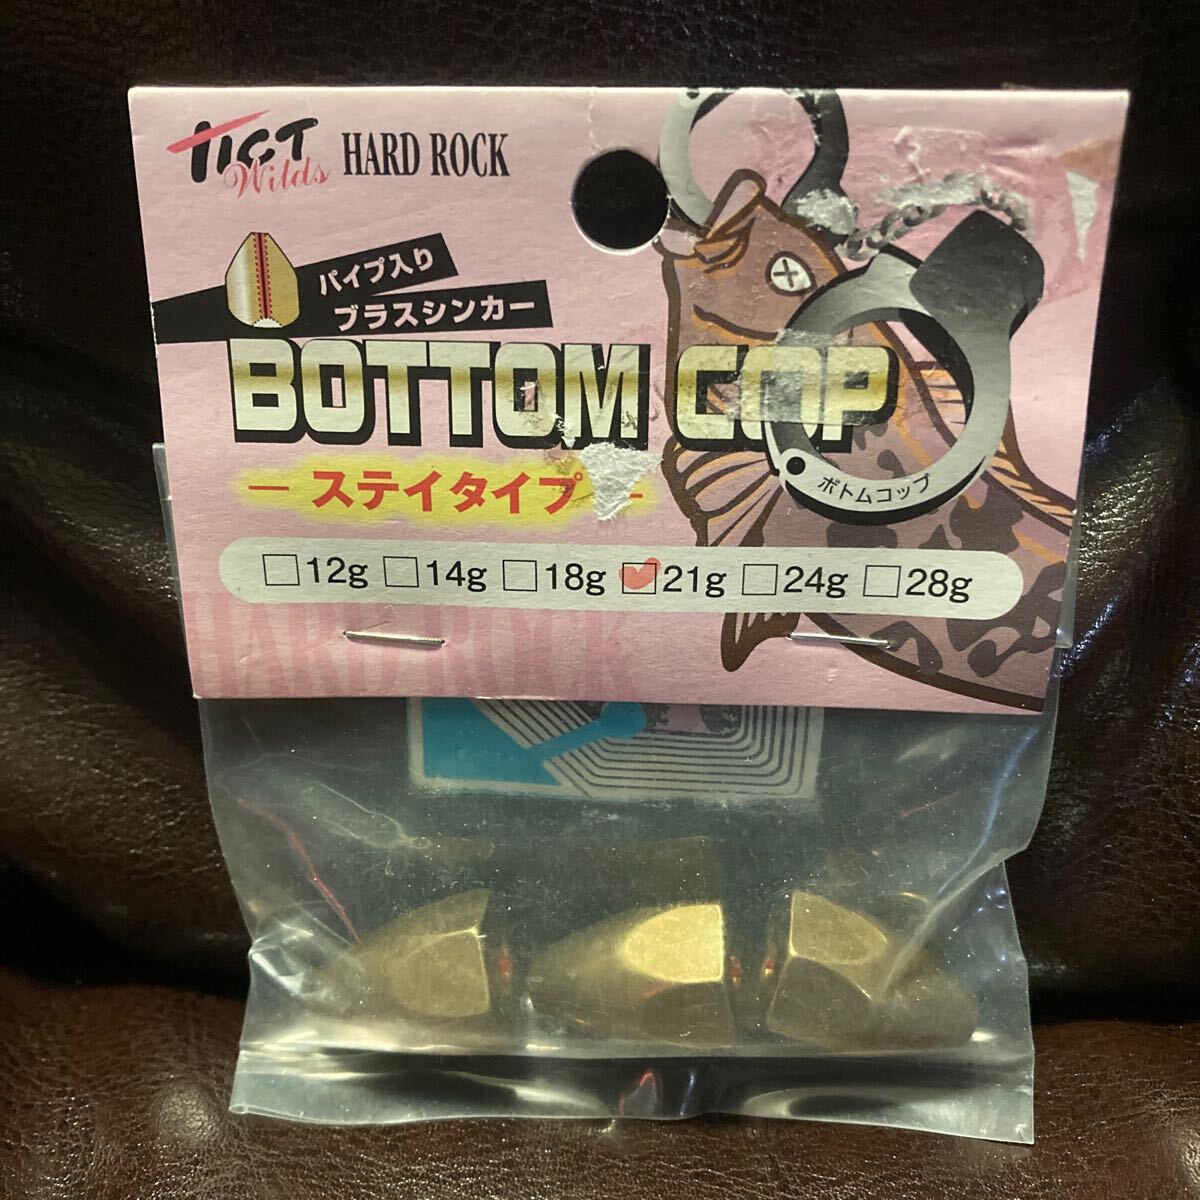 TICT
Wilds
HARD ROCK
パイプ入り
ブラスシンカー
BOTTOM COP
ー ステイタイプ ー
ボトムコップ
12g 14g 18g 21g 24g 28g
HARD ROCK